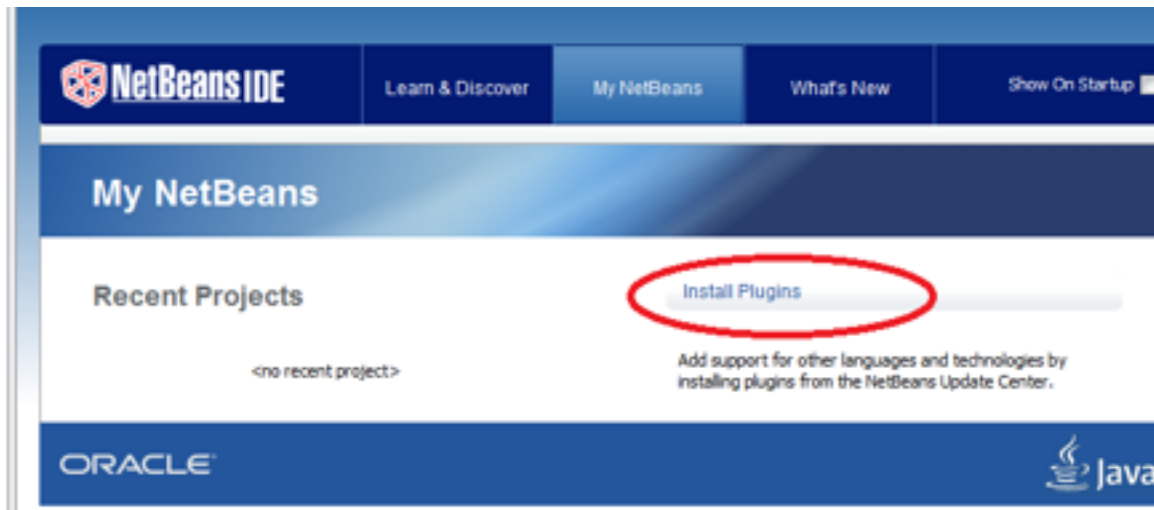 NetBeans IDE
Learn & Discover
My NetBeans
What's New
Show On Startup
My NetBeans
Recent Projects
Install Plugins
<no recent project>
Add support for other languages and technologies by
installing plugins from the NetBeans Update Center.
ORACLE
Java